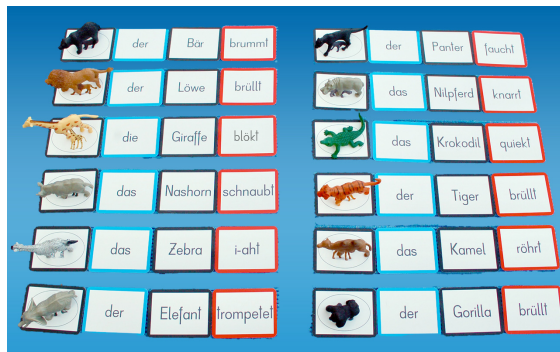 der Bär brummt
der Löwe brüllt
die Giraffe blökt
das Nashorn schnaubt
das Zebra i-aht
der Elefant trompetet
der Panter faucht
das Nilpferd knarrt
das Krokodil quiekt
der Tiger brüllt
das Kamel röhrt
der Gorilla brüllt